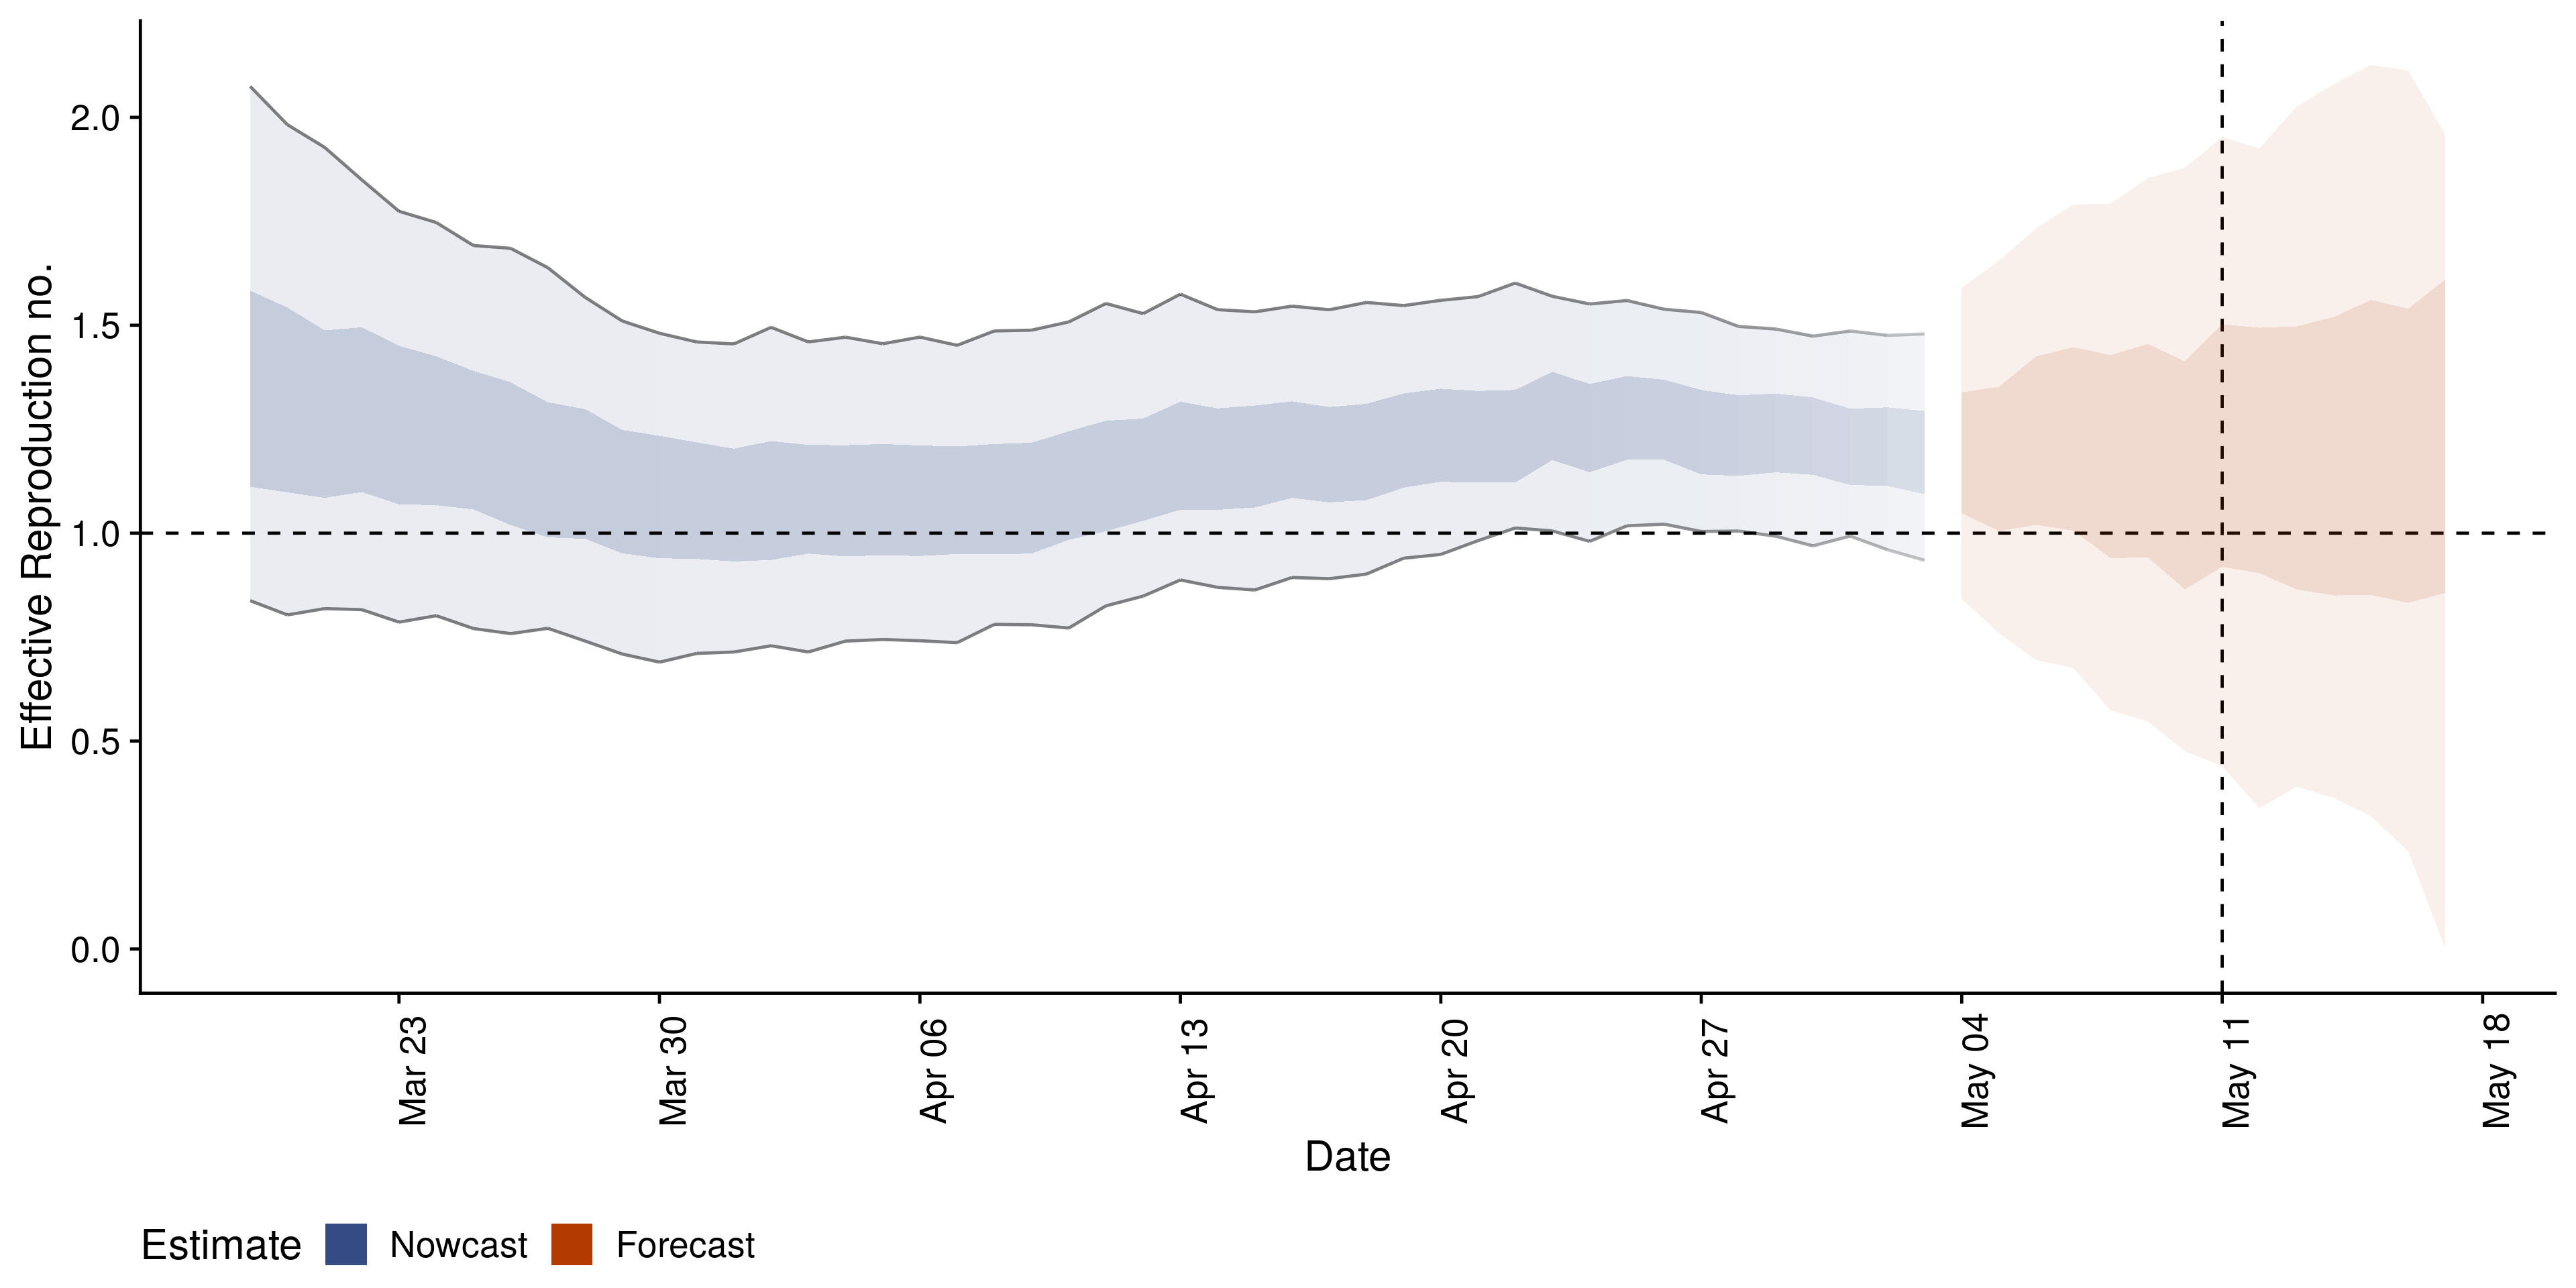 Effective Reproduction no.
2.0
1.5
1.0
0.5
0.0
Mar 23
Mar 30
Apr 06
Apr 13
Apr 20
Apr 27
May 04
May 11
May 18
Date
Estimate Nowcast Forecast